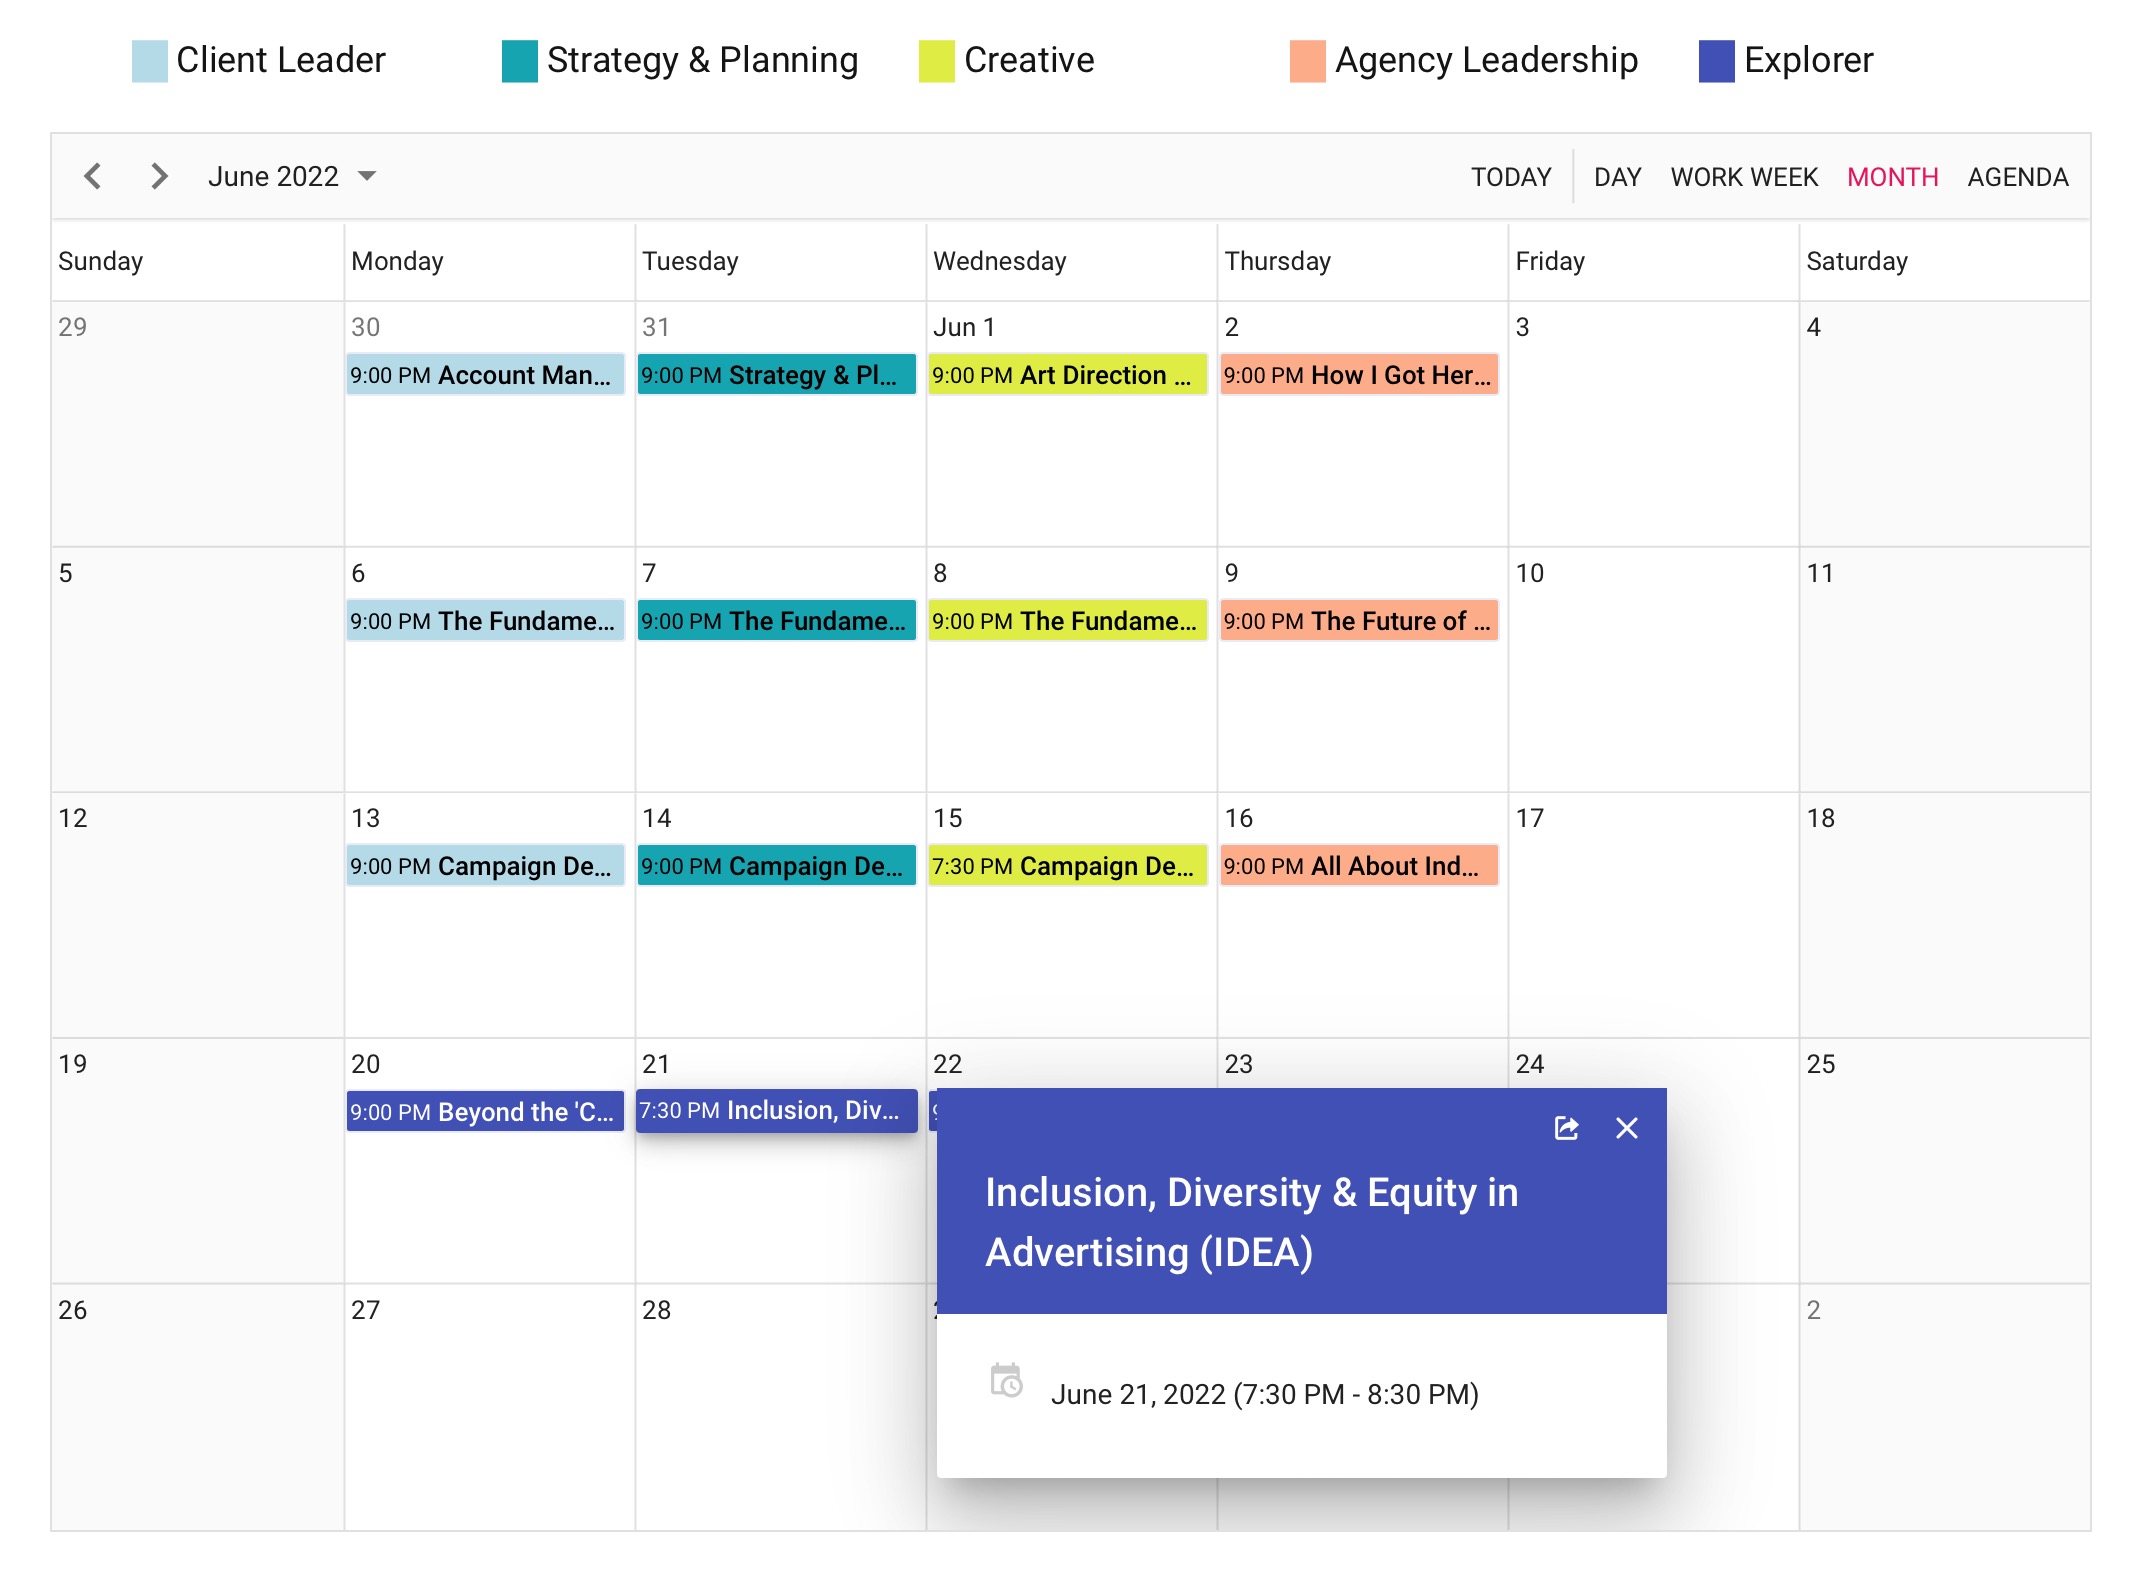 Client Leader
Strategy & Planning
Creative
Agency Leadership
Explorer
June 2022
TODAY
DAY
WORK WEEK
MONTH
AGENDA
Sunday
Monday
Tuesday
Wednesday
Thursday
Friday
Saturday
29
30
31
Jun 1
2
3
4
9:00 PM Account Man...
9:00 PM Strategy & Pl...
9:00 PM Art Direction ...
9:00 PM How I Got Her...
5
6
7
8
9
10
11
9:00 PM The Fundame...
9:00 PM The Fundame...
9:00 PM The Fundame...
9:00 PM The Future of ...
12
13
14
15
16
17
18
9:00 PM Campaign De...
9:00 PM Campaign De...
7:30 PM Campaign De...
9:00 PM All About Ind...
19
20
21
22
23
24
25
9:00 PM Beyond the 'C...
7:30 PM Inclusion, Div...
Inclusion, Diversity & Equity in
Advertising (IDEA)
26
27
28
2
June 21, 2022 (7:30 PM - 8:30 PM)